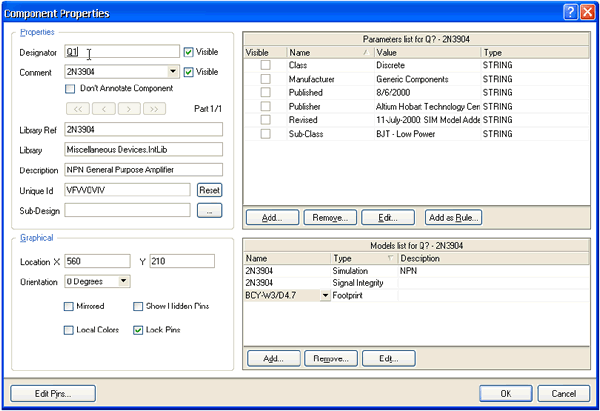 Component Properties
Properties
Designator Q1 Visible
Comment 2N3904 Visible
Don't Annotate Component
<< < > >> Part 1/1
Library Ref 2N3904
Library Miscellaneous Devices.IntLib
Description NPN General Purpose Amplifier
Unique Id Reset
Sub-Design ...
Graphical
Location X 560 Y 210
Orientation 0 Degrees
Mirrored Show Hidden Pins
Local Colors Lock Pins
Parameters list for Q? - 2N3904
Visible Name / Value Type
Class Discrete STRING
Manufacturer Generic Components STRING
Published 8/6/2000 STRING
Publisher Altium Hobart Technology Cen STRING
Revised 11-July-2000: SIM Model Adde STRING
Sub-Class BJT - Low Power STRING
Add... Remove... Edit... Add as Rule...
Models list for Q? - 2N3904
Name Type Description
2N3904 Simulation NPN
2N3904 Signal Integrity
BCY-W3/D4.7 Footprint
Add... Remove... Edit...
Edit Pins... OK Cancel